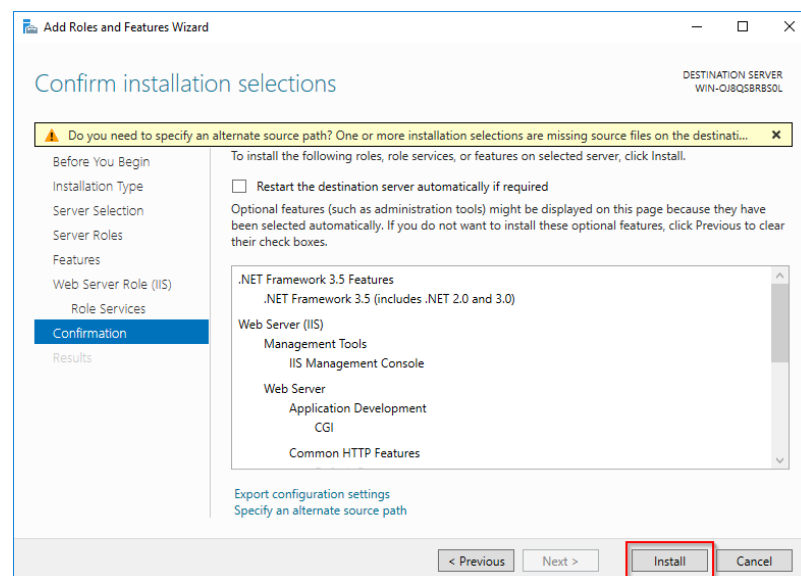 Add Roles and Features Wizard
Confirm installation selections
DESTINATION SERVER
WIN-OJ8QSBRBS0L
Do you need to specify an alternate source path? One or more installation selections are missing source files on the destinati...
Before You Begin
Installation Type
Server Selection
Server Roles
Features
Web Server Role (IIS)
Role Services
Confirmation
Results
To install the following roles, role services, or features on selected server, click Install.
Restart the destination server automatically if required
Optional features (such as administration tools) might be displayed on this page because they have
been selected automatically. If you do not want to install these optional features, click Previous to clear
their check boxes.
.NET Framework 3.5 Features
.NET Framework 3.5 (includes .NET 2.0 and 3.0)
Web Server (IIS)
Management Tools
IIS Management Console
Web Server
Application Development
CGI
Common HTTP Features
Export configuration settings
Specify an alternate source path
< Previous
Next >
Install
Cancel